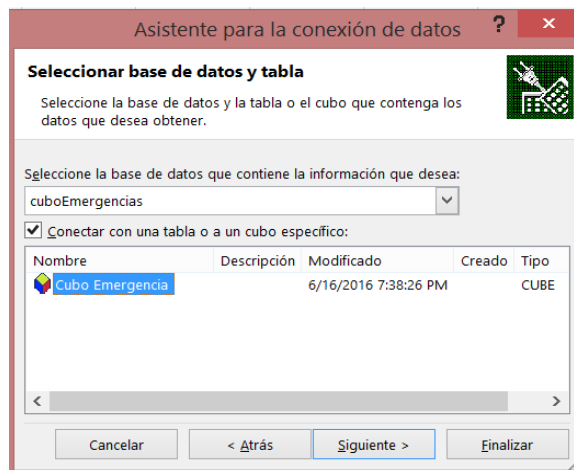 Asistente para la conexión de datos ?
Seleccionar base de datos y tabla
Seleccione la base de datos y la tabla o el cubo que contenga los
datos que desea obtener.
Seleccione la base de datos que contiene la información que desea:
cuboEmergencias
Conectar con una tabla o a un cubo específico:
Nombre Descripción Modificado Creado Tipo
Cubo Emergencia 6/16/2016 7:38:26 PM CUBE
Cancelar < Atrás Siguiente > Finalizar